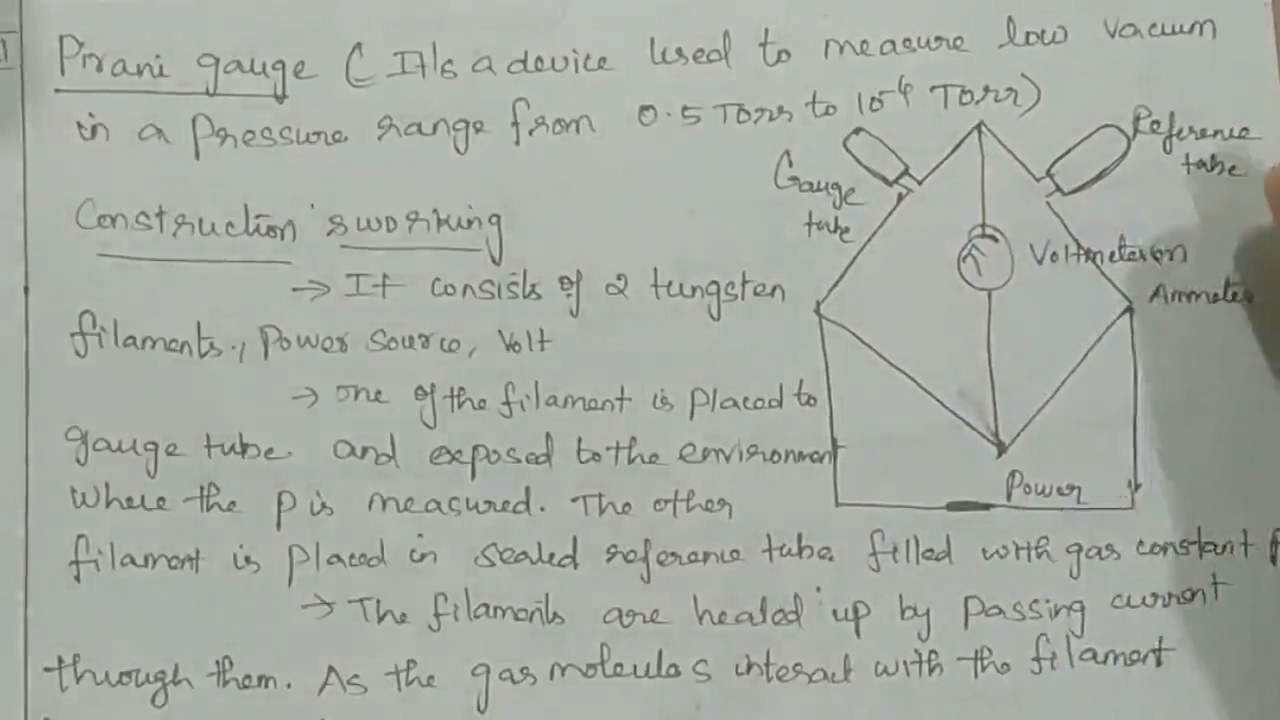 Pirani gauge ( It is a device used to measure low vacuum
in a pressure range from 0.5 Torr to 10⁻⁴ Torr)
Gauge tube
Reference tube
Construction & working
Voltmeter or Ammeter
→ It consists of 2 tungsten
filaments., Power source, Volt
→ one of the filament is placed to
gauge tube. and exposed to the environment
where the P is measured. The other
Power
filament is placed in sealed reference tube filled with gas constant
→ The filaments are heated up by passing current
through them. As the gas molecules interact with the filament